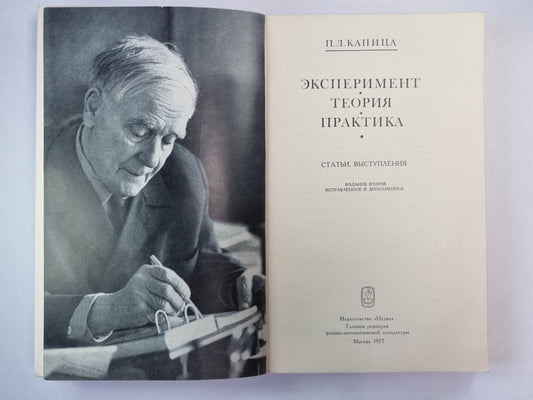 П. Л. КАПИЦА
ЭКСПЕРИМЕНТ
ТЕОРИЯ
ПРАКТИКА
СТАТЬИ, ВЫСТУПЛЕНИЯ
ИЗДАНИЕ ВТОРОЕ
ИСПРАВЛЕННОЕ И ДОПОЛНЕННОЕ
Издательство «Наука»
Главная редакция
физико-математической литературы
Москва 1977